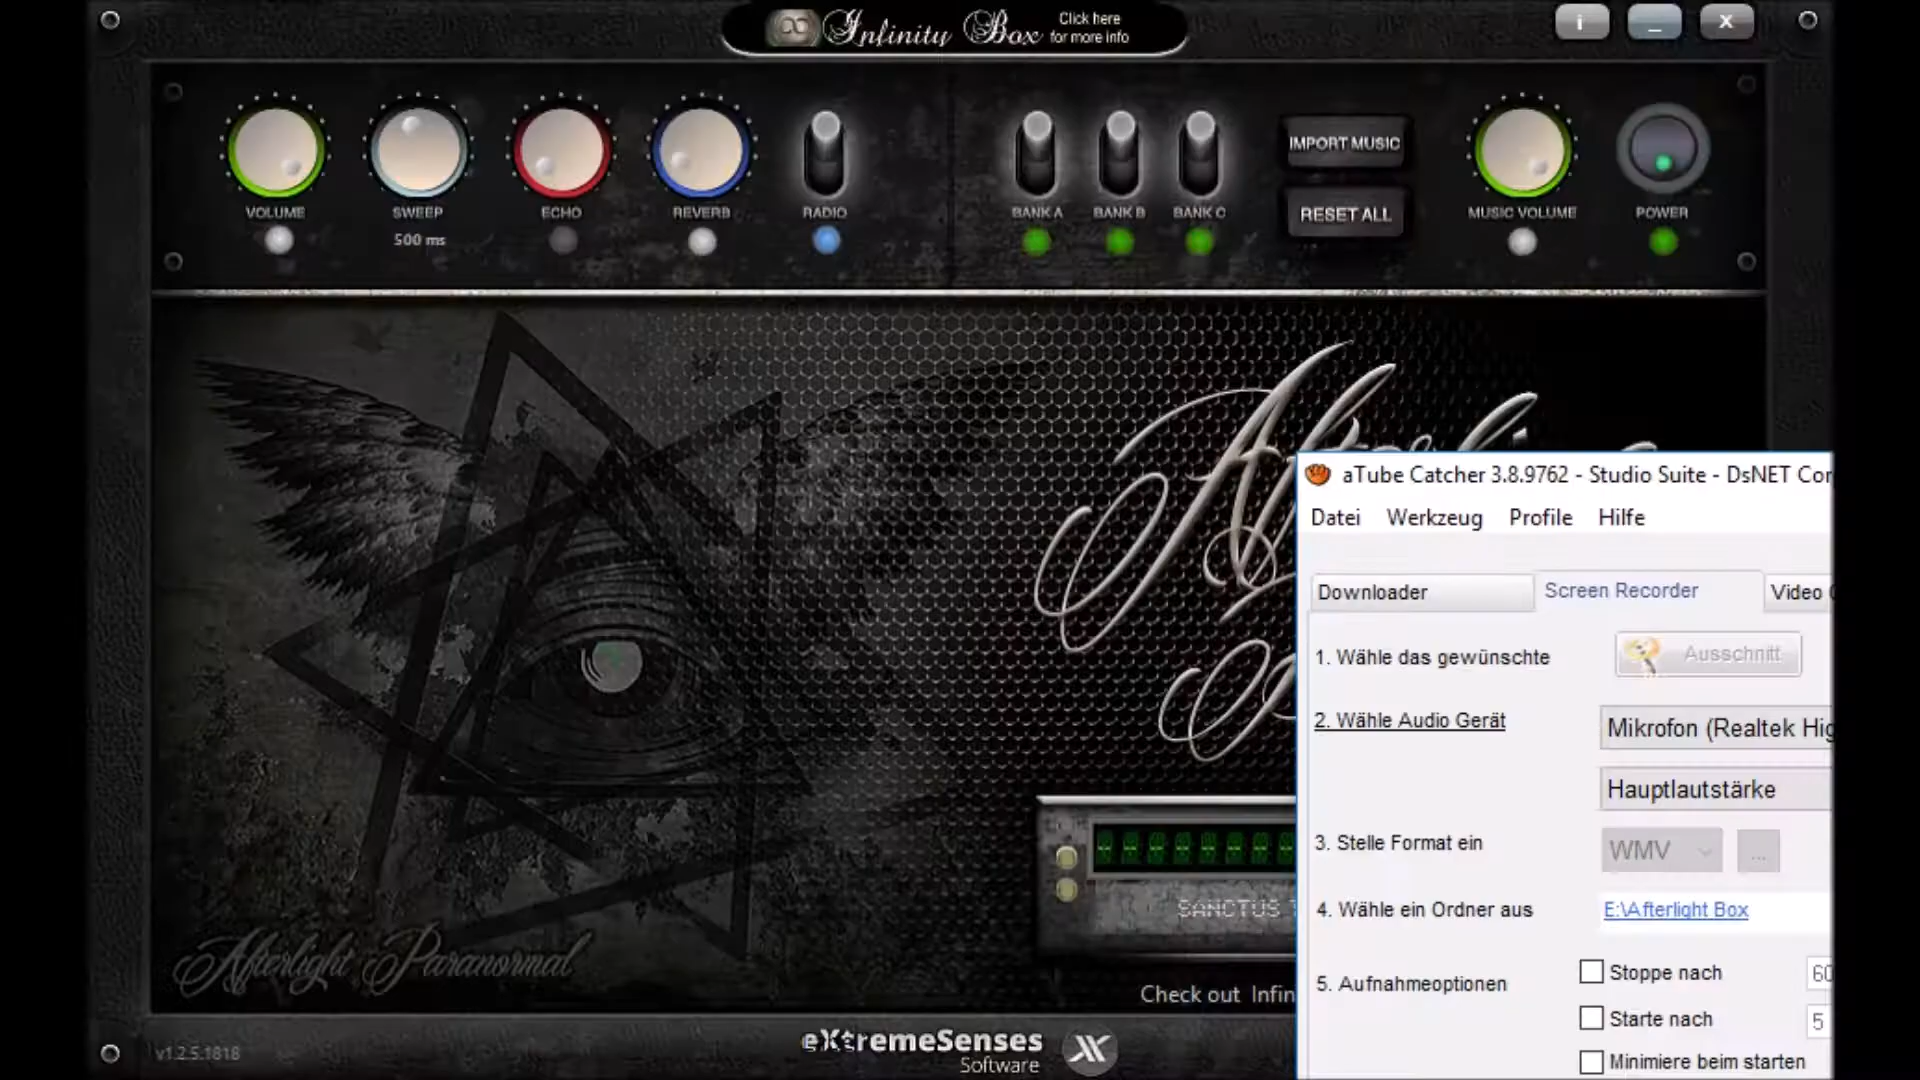 Infinity Box Click here
for more info
i _ X
VOLUME SWEEP ECHO REVERB RADIO BANK A BANK B BANK C IMPORT MUSIC RESET ALL MUSIC VOLUME POWER
500 ms
aTube Catcher 3.8.9762 - Studio Suite - DsNET Cor
Datei Werkzeug Profile Hilfe
Downloader Screen Recorder Video
1. Wähle das gewünschte Ausschnitt
2. Wähle Audio Gerät Mikrofon (Realtek Hig
Hauptlautstärke
3. Stelle Format ein WMV ...
4. Wähle ein Ordner aus E:\Afterlight Box
5. Aufnahmeoptionen
Stoppe nach 60
Starte nach 5
Minimiere beim starten
SANCTUS
Afterlight Paranormal
Check out Infin
v1.2.5.1818
eXtremeSenses
Software